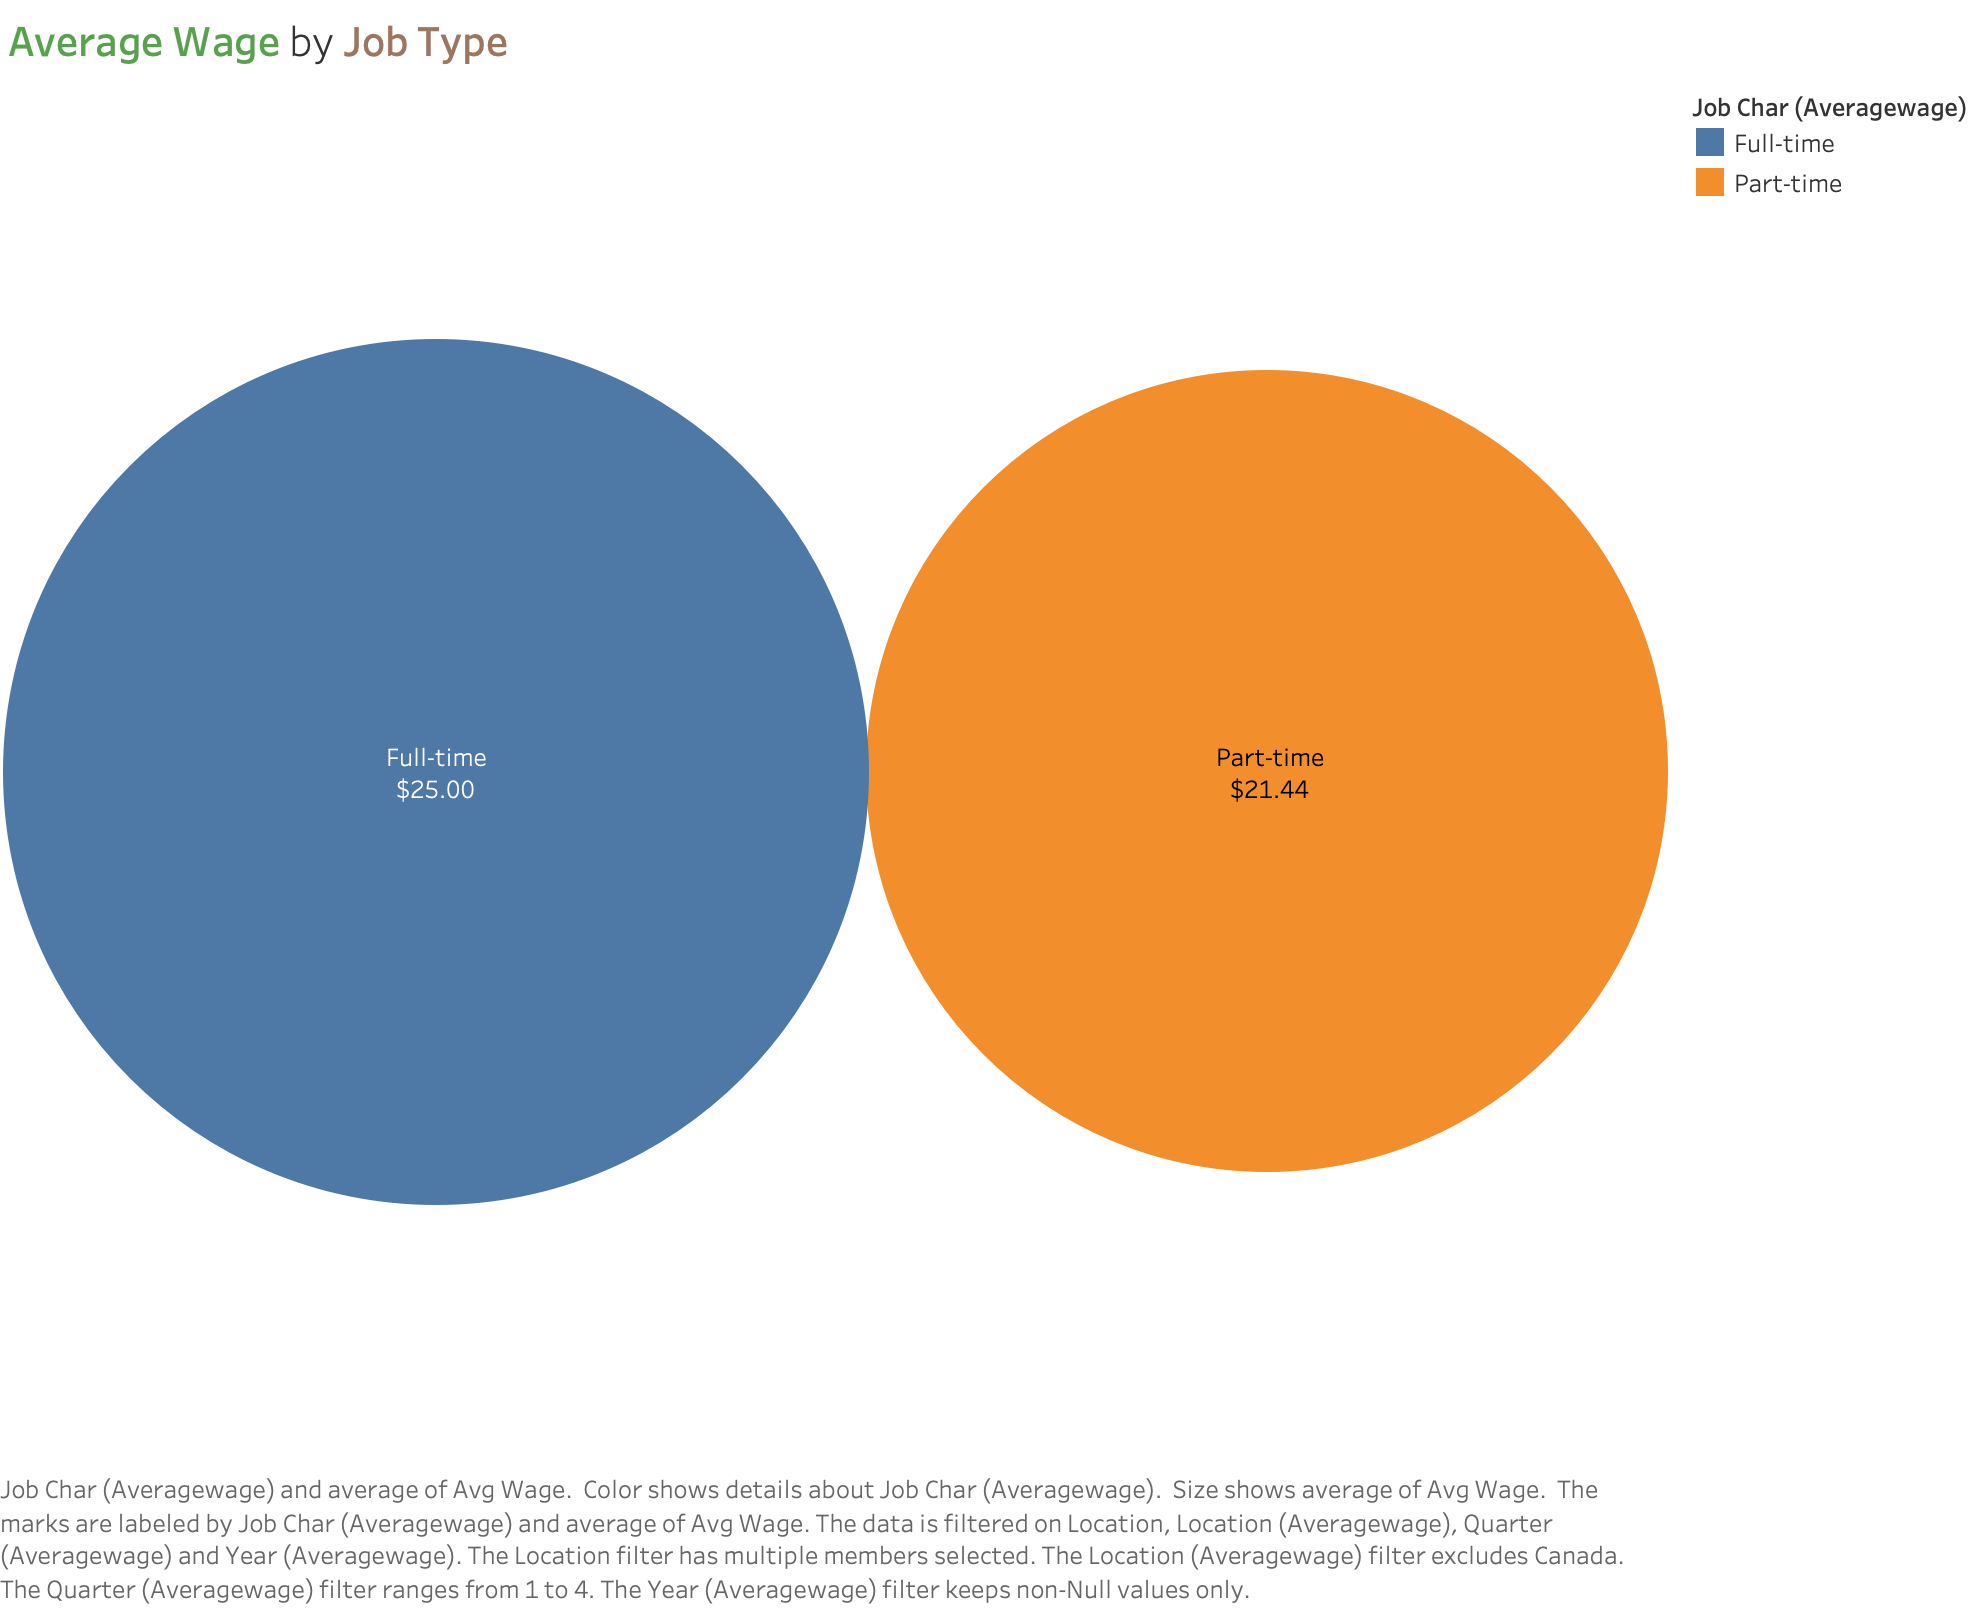 Average Wage by Job Type
Job Char (Averagewage)
Full-time
Part-time
Full-time
$25.00
Part-time
$21.44
Job Char (Averagewage) and average of Avg Wage.  Color shows details about Job Char (Averagewage).  Size shows average of Avg Wage.  The
marks are labeled by Job Char (Averagewage) and average of Avg Wage. The data is filtered on Location, Location (Averagewage), Quarter
(Averagewage) and Year (Averagewage). The Location filter has multiple members selected. The Location (Averagewage) filter excludes Canada.
The Quarter (Averagewage) filter ranges from 1 to 4. The Year (Averagewage) filter keeps non-Null values only.